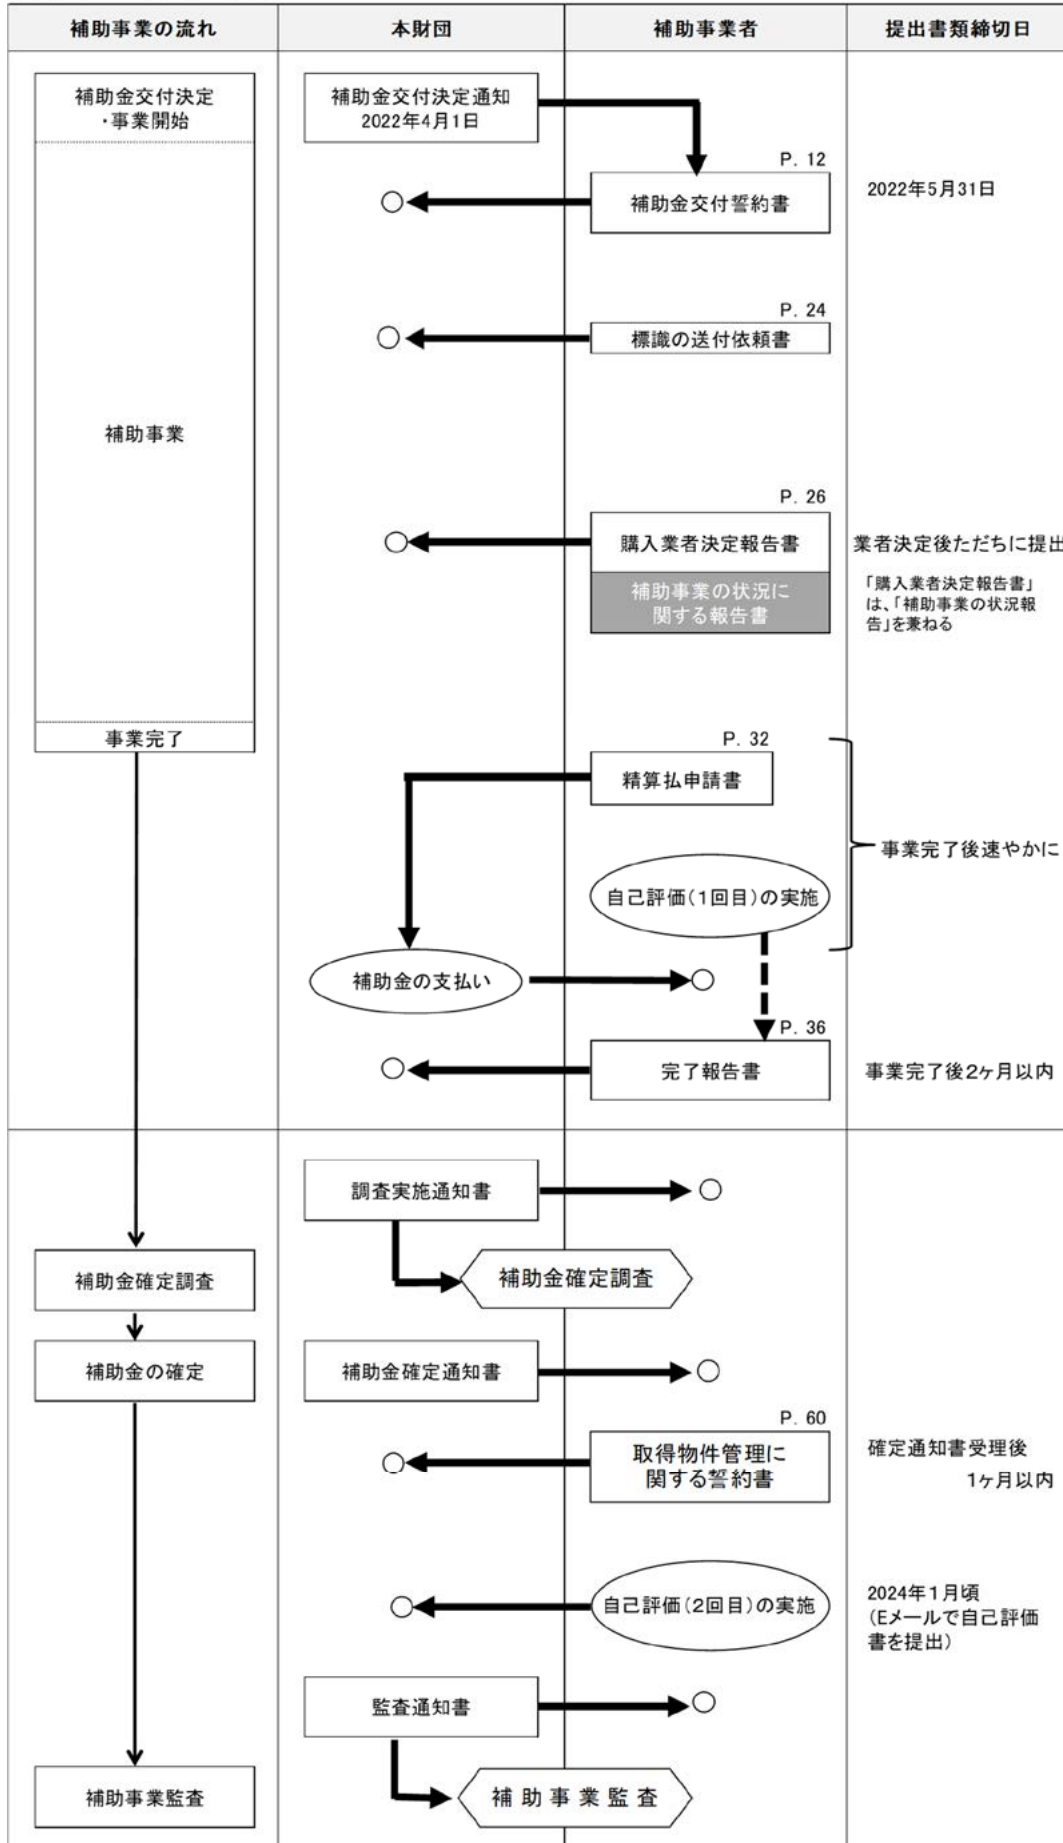 補助事業の流れ
本財団
補助事業者
提出書類締切日
補助金交付決定
・事業開始
補助金交付決定通知
2022年4月1日
P. 12
補助金交付誓約書
2022年5月31日
P. 24
標識の送付依頼書
補助事業
P. 26
購入業者決定報告書
業者決定後ただちに提出
補助事業の状況に
関する報告書
「購入業者決定報告書」
は、「補助事業の状況報
告」を兼ねる
事業完了
P. 32
精算払申請書
事業完了後速やかに
自己評価(1回目)の実施
補助金の支払い
P. 36
完了報告書
事業完了後2ヶ月以内
調査実施通知書
補助金確定調査
補助金確定調査
補助金の確定
補助金確定通知書
P. 60
取得物件管理に
関する誓約書
確定通知書受理後
1ヶ月以内
自己評価(2回目)の実施
2024年1月頃
(Eメールで自己評価
書を提出)
監査通知書
補助事業監査
補助事業監査